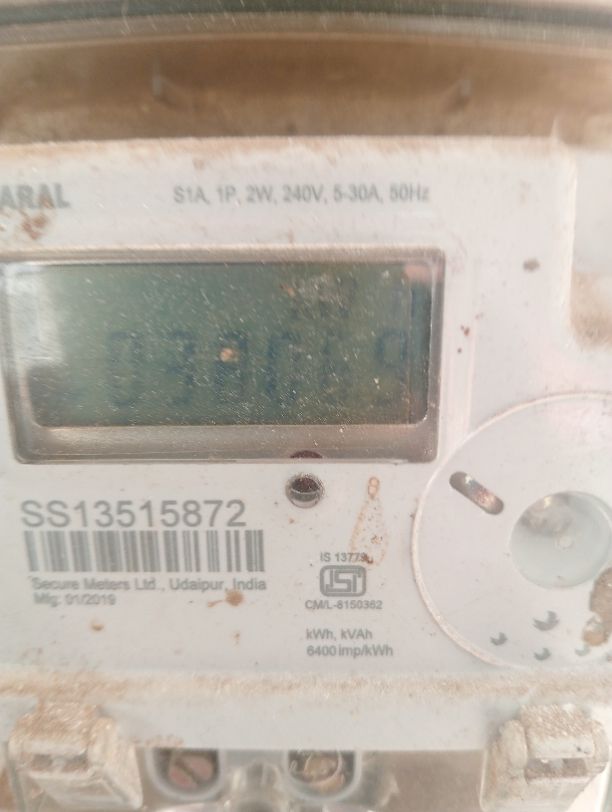 ARAL
S1A, 1P, 2W, 240V, 5-30A, 50Hz
SS13515872
Secure Meters Ltd., Udaipur, India
Mfg: 01/2019
IS 13779
ISI
CM/L-8150362
kWh, kVAh
6400 imp/kWh